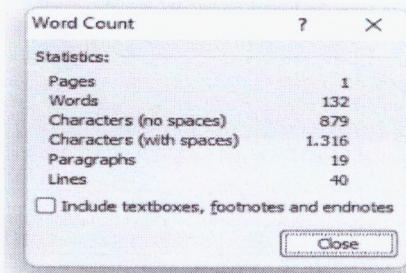 Word Count ? ×
Statistics:
Pages 1
Words 132
Characters (no spaces) 879
Characters (with spaces) 1.316
Paragraphs 19
Lines 40
Include textboxes, footnotes and endnotes
Close